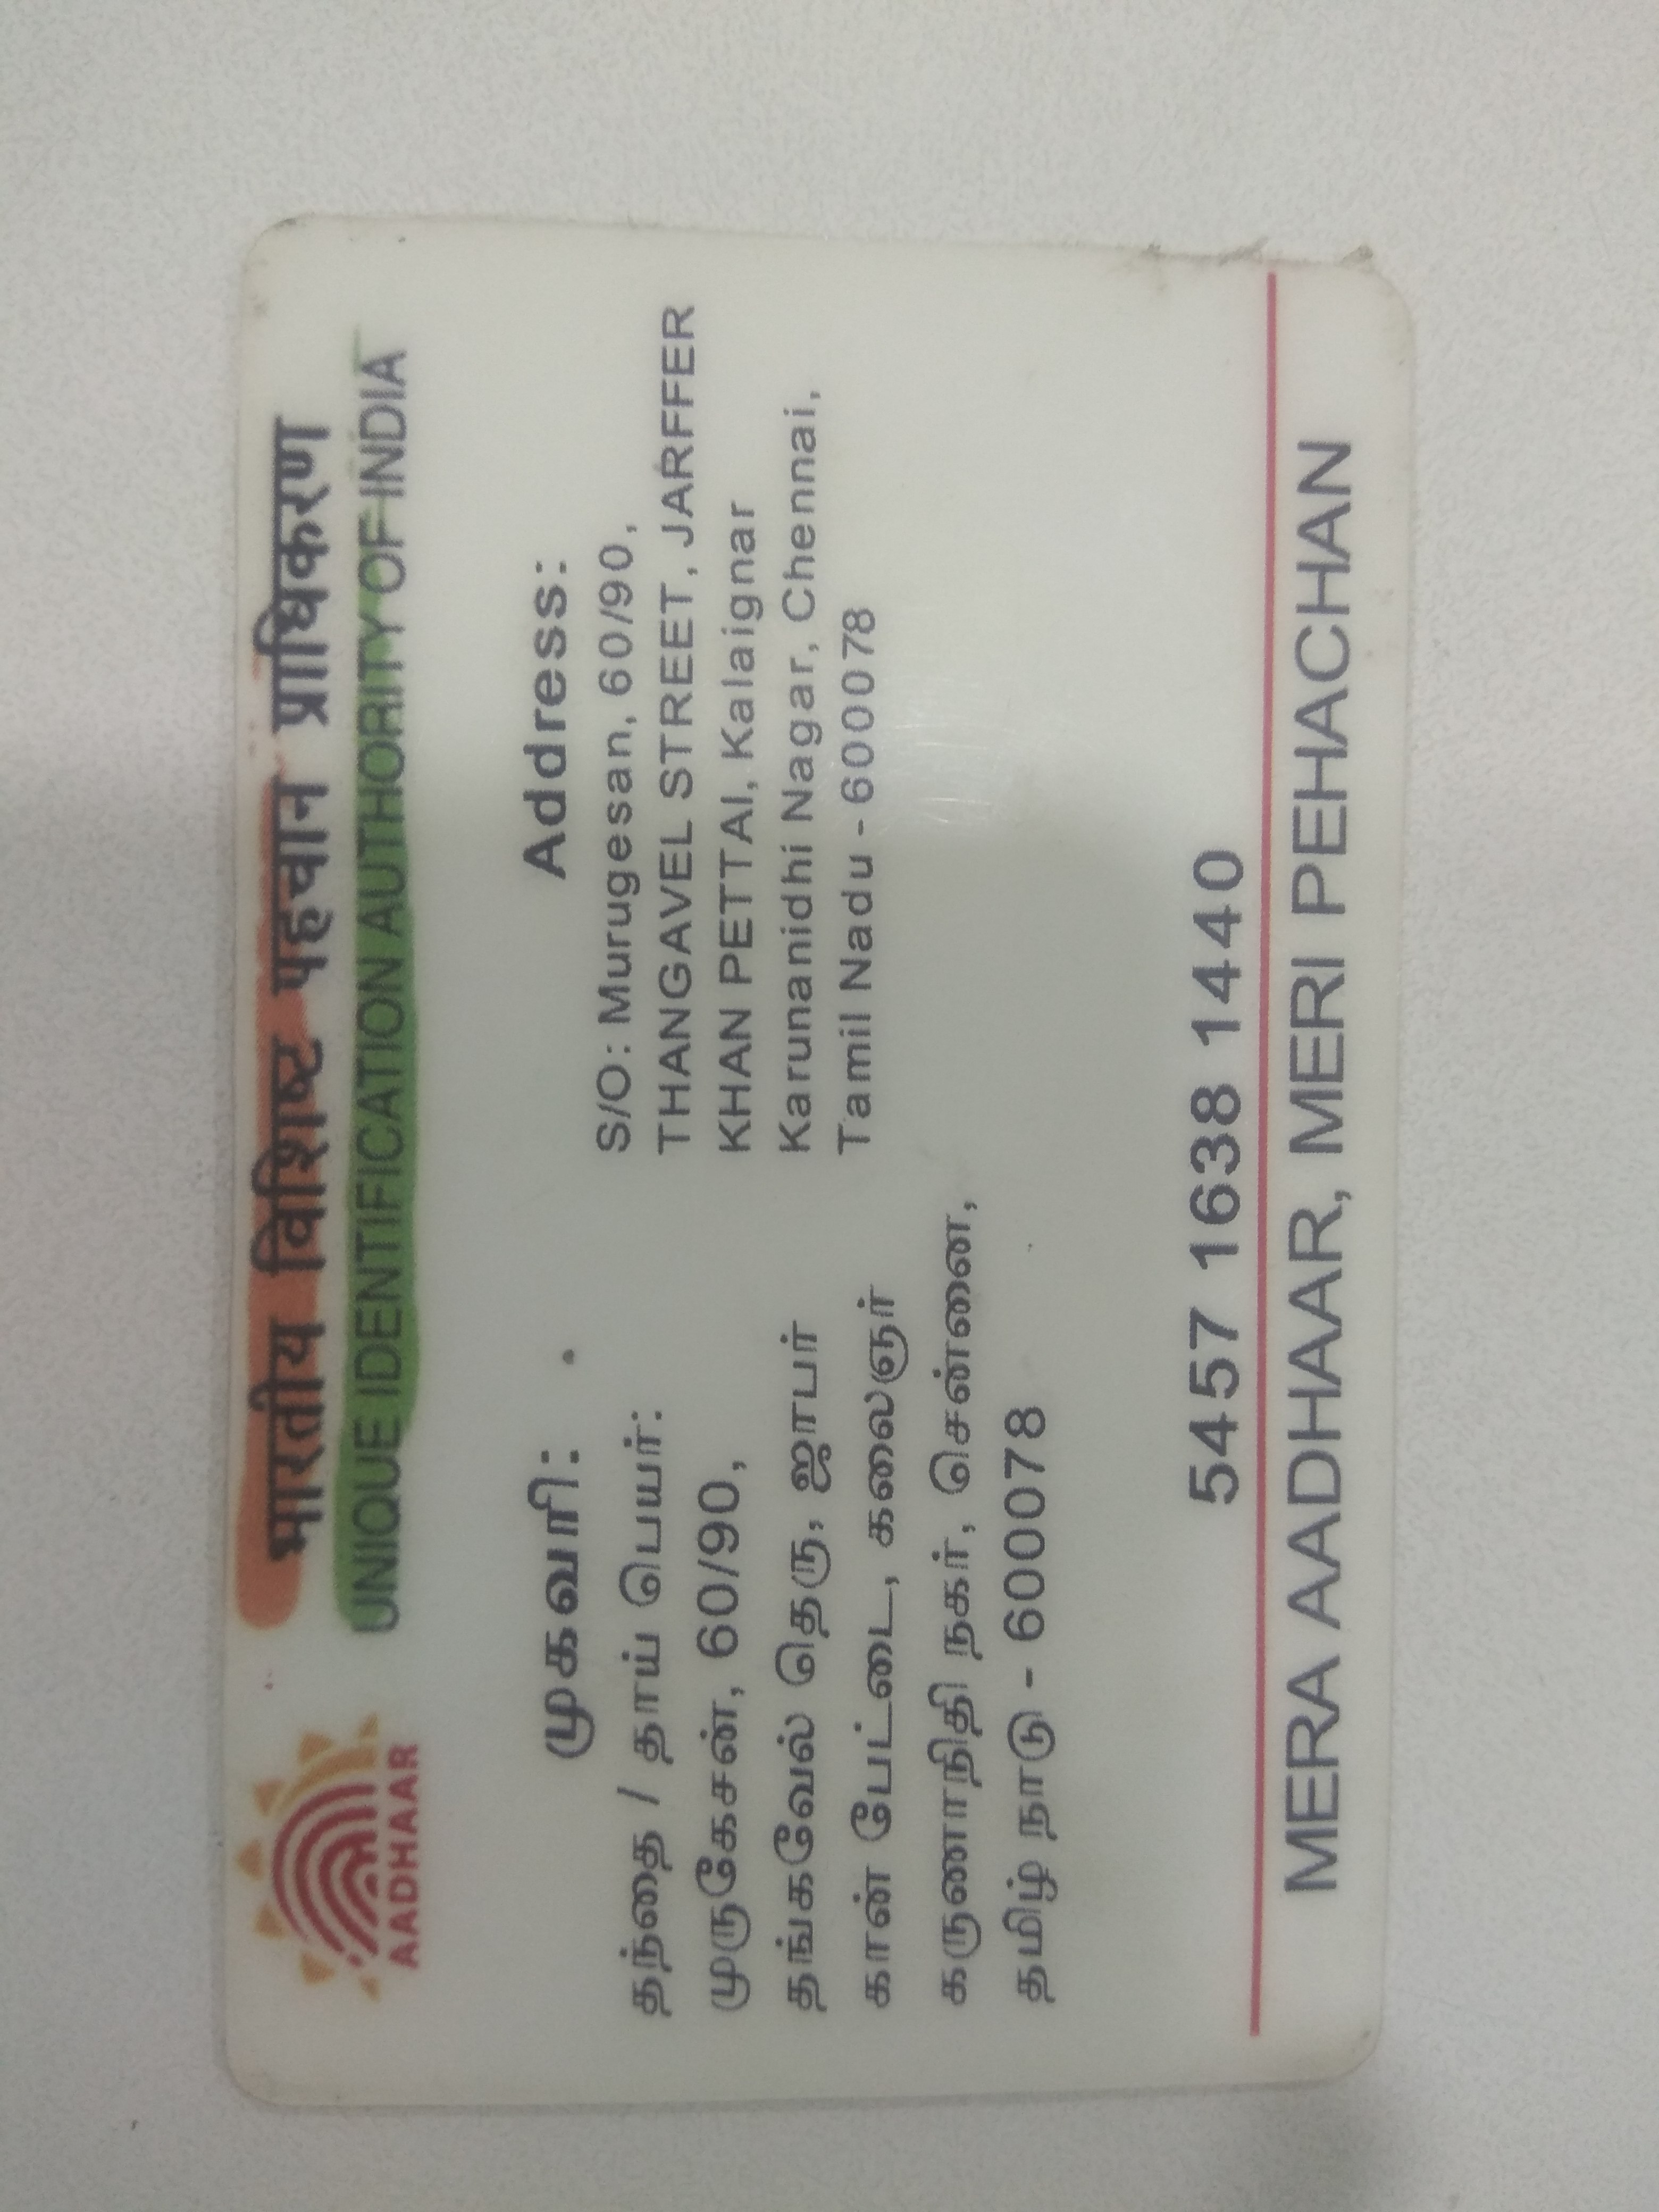 भारतीय विशिष्ट पहचान प्राधिकरण
UNIQUE IDENTIFICATION AUTHORITY OF INDIA
AADHAAR
முகவரி:
தந்தை / தாய் பெயர்:
முருகேசன், 60/90,
தங்கவேல் தெரு, ஜாபர்
கான் பேட்டை, கலைஞர்
கருணாநிதி நகர், சென்னை,
தமிழ் நாடு - 600078
Address:
S/O: Murugesan, 60/90,
THANGAVEL STREET, JARFFER
KHAN PETTAI, Kalaignar
Karunanidhi Nagar, Chennai,
Tamil Nadu - 600078
5457 1638 1440
MERA AADHAAR, MERI PEHACHAN